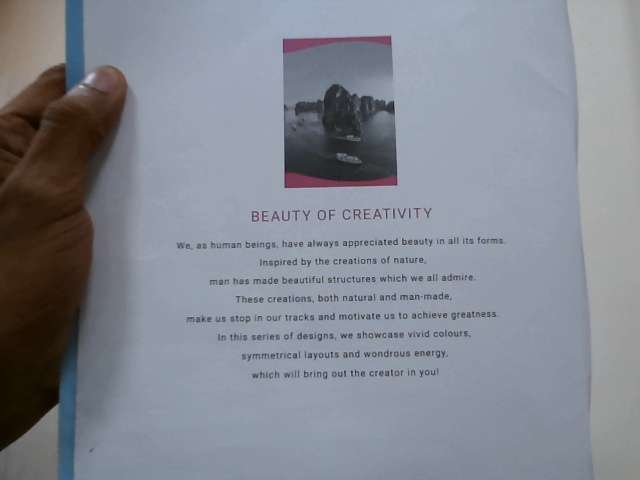 BEAUTY OF CREATIVITY
We, as human beings, have always appreciated beauty in all its forms.
Inspired by the creations of nature,
man has made beautiful structures which we all admire.
These creations, both natural and man-made,
make us stop in our tracks and motivate us to achieve greatness.
In this series of designs, we showcase vivid colours,
symmetrical layouts and wondrous energy,
which will bring out the creator in you!